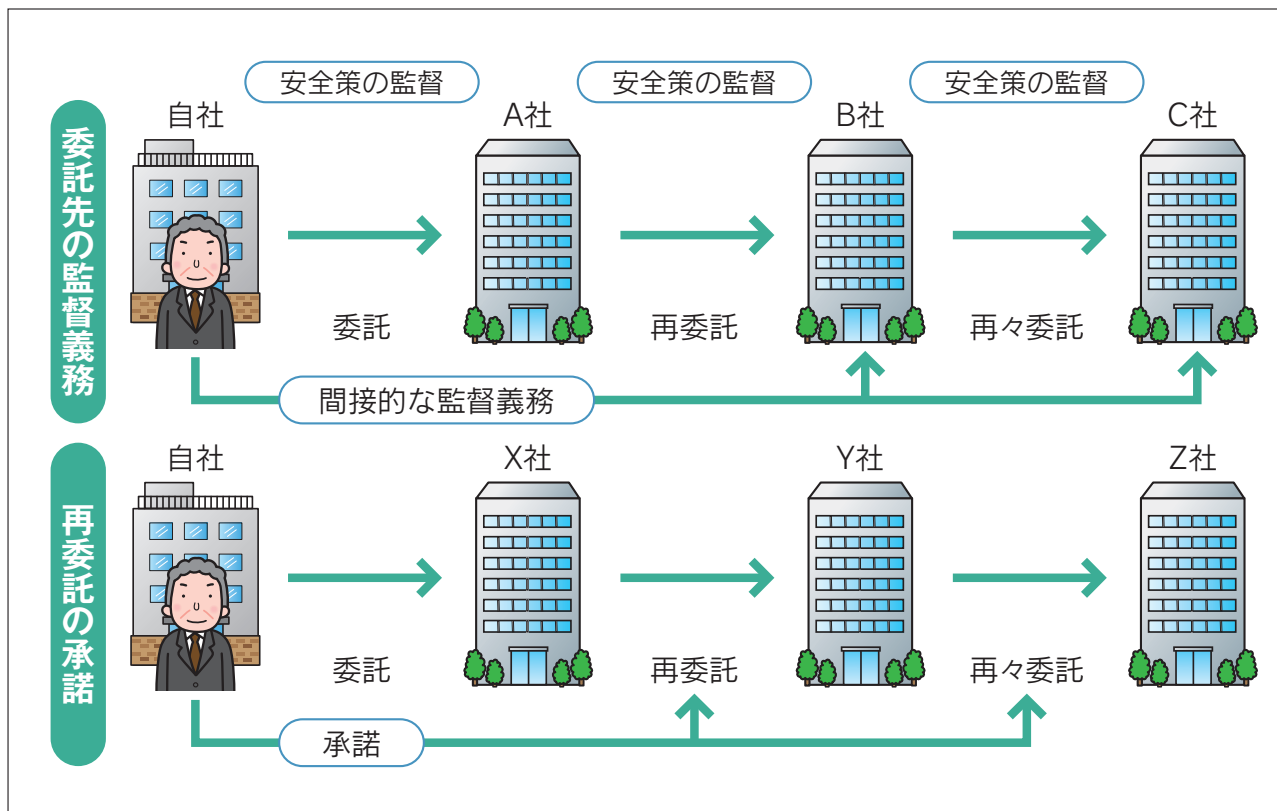 委託先の監督義務
安全策の監督 安全策の監督 安全策の監督
自社 A社 B社 C社
委託 再委託 再々委託
間接的な監督義務
再委託の承諾
自社 X社 Y社 Z社
委託 再委託 再々委託
承諾